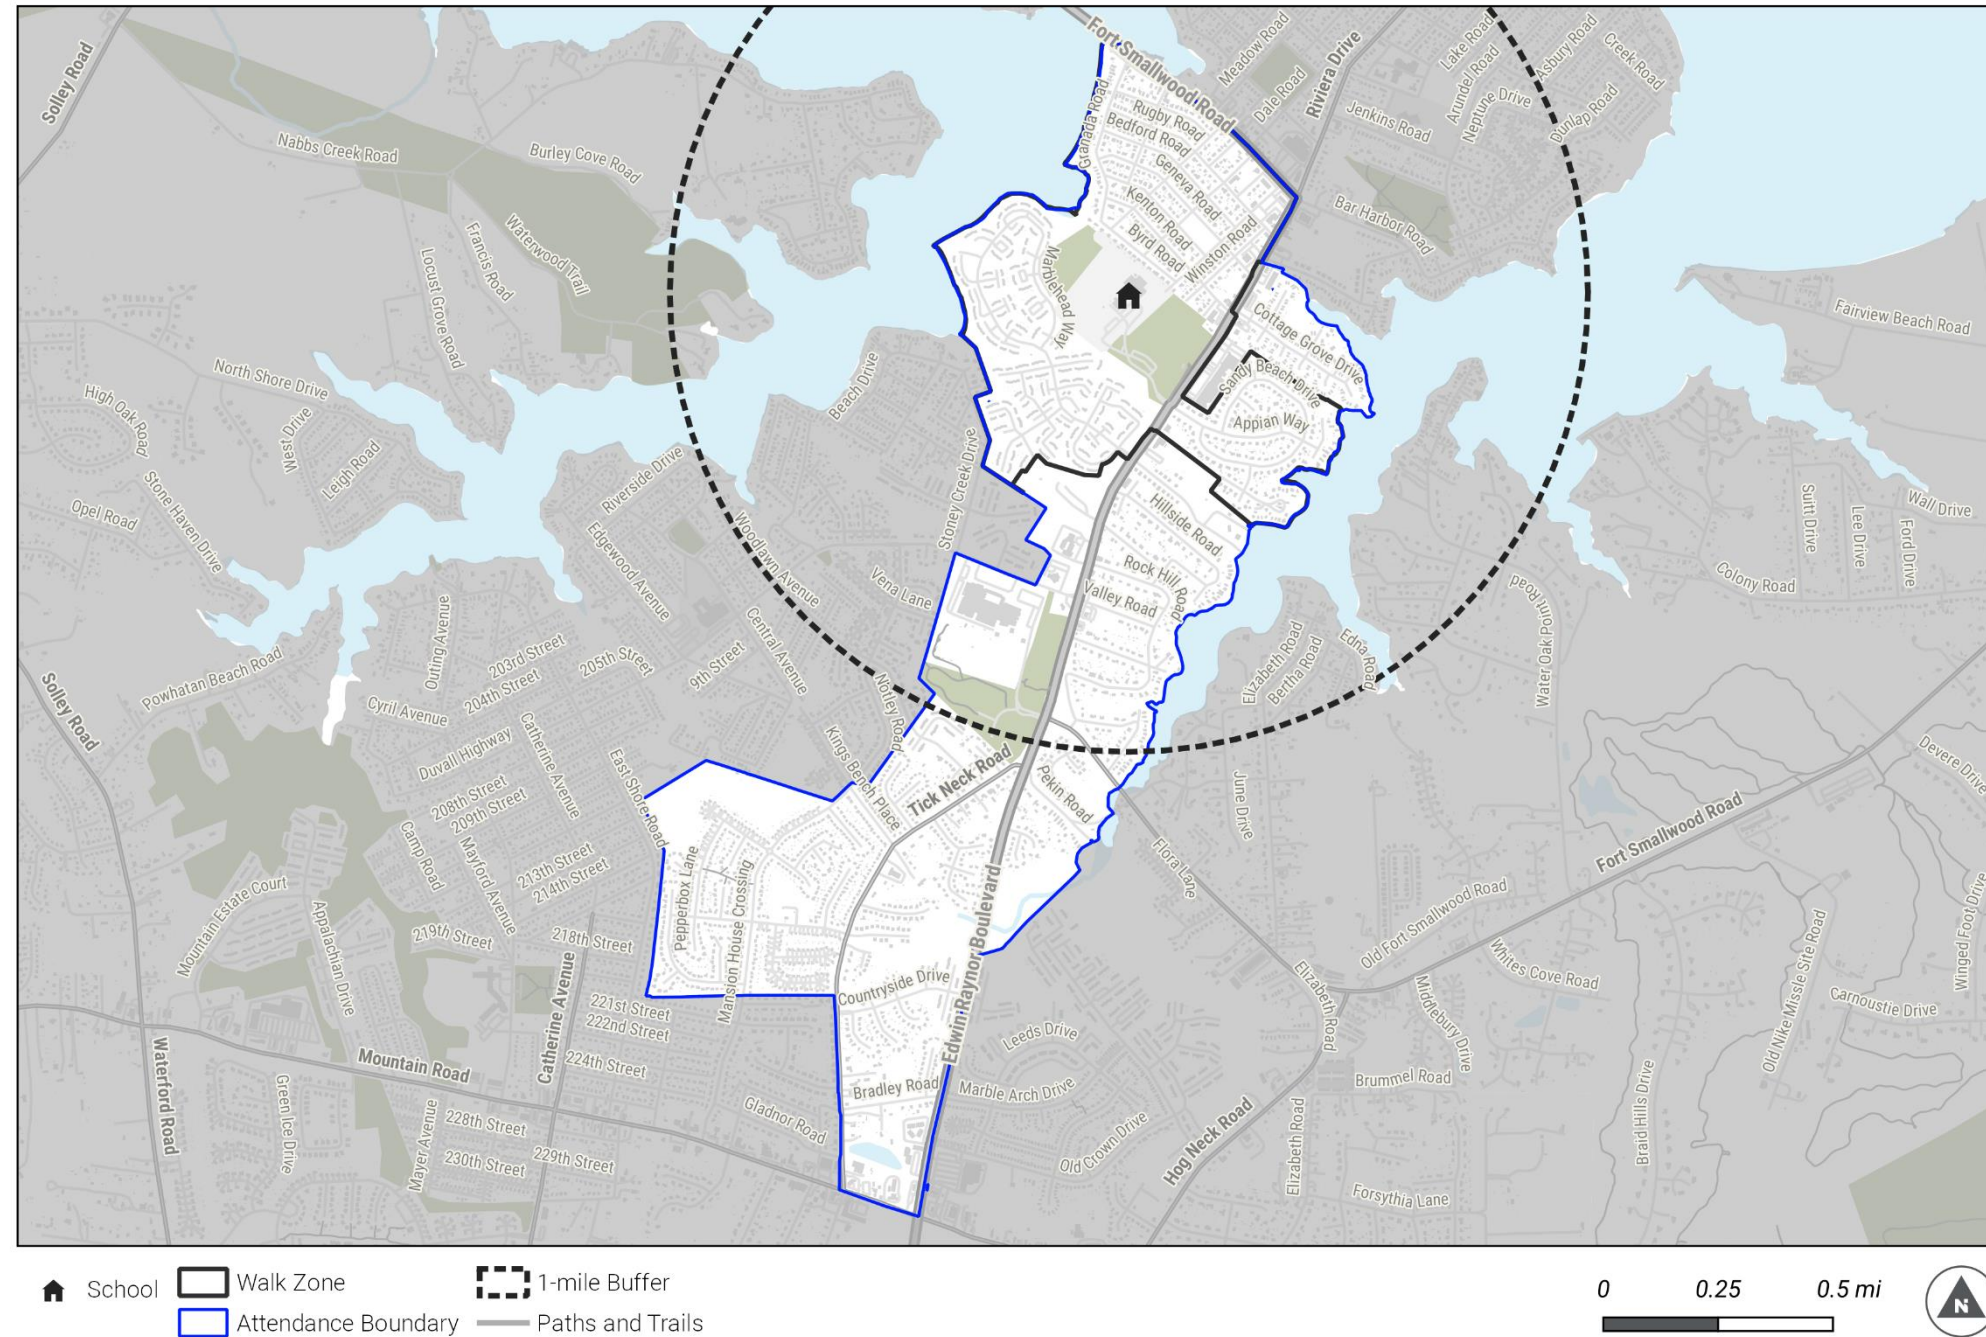 Solley Road
Nabbs Creek Road
Burley Cove Road
Fort Smallwood Road
Granada Road
Rugby Road
Bedford Road
Geneva Road
Kenton Road
Byrd Road
Winston Road
Meadow Road
Dale Road
Riviera Drive
Lake Road
Arundel Road
Asbury Road
Creek Road
Neptune Drive
Dunlap Road
Jenkins Road
Bar Harbor Road
Fairview Beach Road
Locust Grove Road
Francis Road
Waterwood Trail
Marblehead Way
Cottage Grove Drive
Sandy Beach Drive
Appian Way
North Shore Drive
High Oak Road
West Drive
Leigh Road
Beach Drive
Stoney Creek Drive
Riverside Drive
Stone Haven Drive
Opel Road
Edgewood Avenue
Woodlawn Avenue
Vena Lane
Hillside Road
Rock Hill Road
Valley Road
Suitt Drive
Lee Drive
Ford Drive
Wall Drive
Colony Road
Water Oak Point Road
Elizabeth Road
Bertha Road
Edna Road
Outing Avenue
203rd Street
204th Street
205th Street
9th Street
Central Avenue
Notley Road
Powhatan Beach Road
Cyril Avenue
Solley Road
Duvall Highway
Catherine Avenue
East Shore Road
Kings Bench Place
Tick Neck Road
Pekin Road
208th Street
209th Street
Camp Road
Mayford Avenue
213th Street
214th Street
June Drive
Flora Lane
Fort Smallwood Road
Devere Drive
Old Fort Smallwood Road
Whites Cove Road
Old Nike Missle Site Road
Winged Foot Drive
Carnoustie Drive
Mountain Estate Court
Appalachian Drive
219th Street
218th Street
Catherine Avenue
221st Street
222nd Street
224th Street
Pepperbox Lane
Mansion House Crossing
Countryside Drive
Edwin Raynor Boulevard
Leeds Drive
Elizabeth Road
Middlebury Drive
Brummel Road
Waterford Road
Mountain Road
Green Ice Drive
Mayer Avenue
228th Street
230th Street
229th Street
Gladnor Road
Bradley Road
Marble Arch Drive
Old Crown Drive
Hog Neck Road
Elizabeth Road
Forsythia Lane
Braid Hills Drive
School
Walk Zone
1-mile Buffer
Attendance Boundary
Paths and Trails
0 0.25 0.5 mi
N